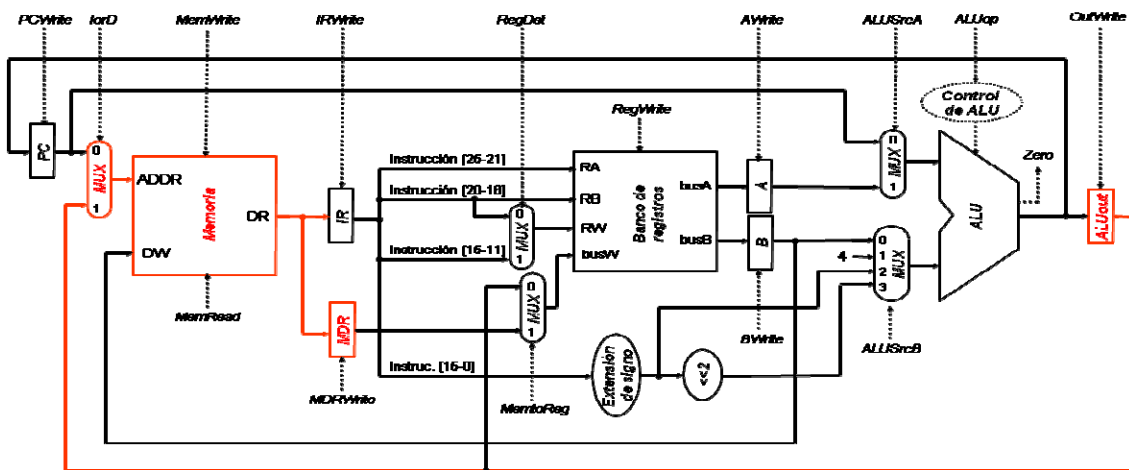 PCWrite
IorD
MemWrite
IRWrite
RegDst
AWrite
ALUSrcA
ALUop
OutWrite
Control de ALU
RegWrite
Zero
PC
0
MUX
1
ADDR
Memoria
DR
DW
MemRead
IR
Instrucción [25-21]
Instrucción [20-16]
Instrucción [15-11]
0
MUX
1
RA
RB
RW
busW
Banco de registros
busA
busB
A
B
0
MUX
1
ALU
ALUout
4
0
1
2
3
MUX
MDR
0
MUX
1
BWrite
ALUSrcB
Instruc. [15-0]
Extension de signo
<<2
MDRWrite
MemtoReg